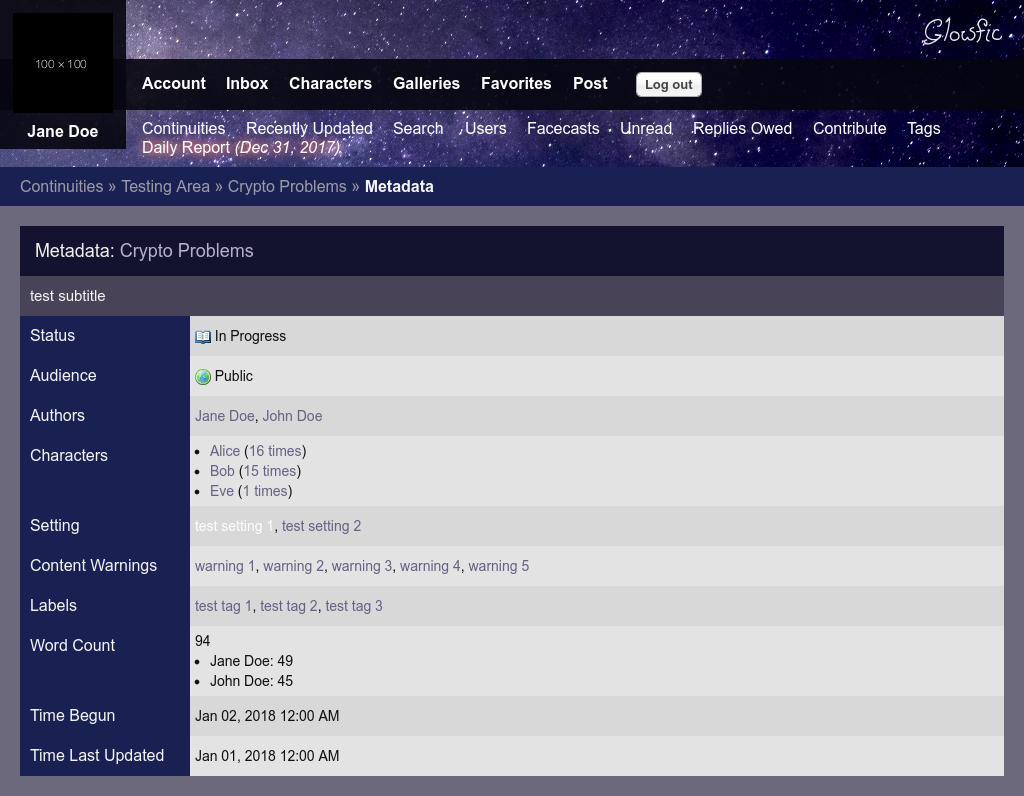 Glowfic
100 × 100
Account Inbox Characters Galleries Favorites Post Log out
Jane Doe
Continuities Recently Updated Search Users Facecasts Unread Replies Owed Contribute Tags
Daily Report (Dec 31, 2017)
Continuities » Testing Area » Crypto Problems » Metadata
Metadata: Crypto Problems
test subtitle
Status In Progress
Audience Public
Authors Jane Doe, John Doe
Characters
• Alice (16 times)
• Bob (15 times)
• Eve (1 times)
Setting test setting 1, test setting 2
Content Warnings warning 1, warning 2, warning 3, warning 4, warning 5
Labels test tag 1, test tag 2, test tag 3
Word Count 94
• Jane Doe: 49
• John Doe: 45
Time Begun Jan 02, 2018 12:00 AM
Time Last Updated Jan 01, 2018 12:00 AM